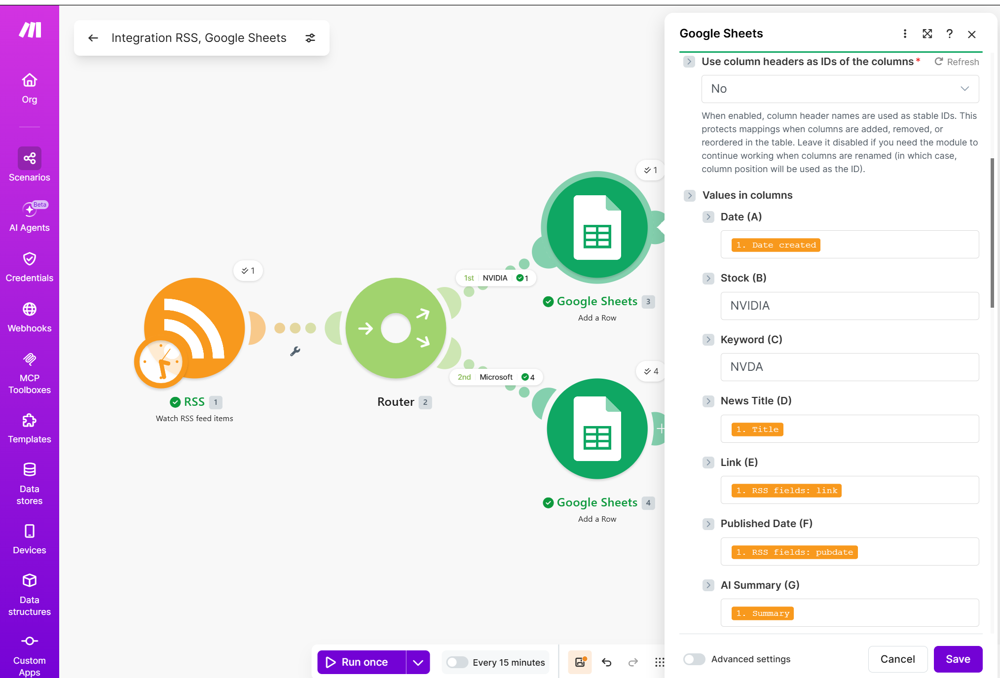 Integration RSS, Google Sheets
Org
Scenarios
Beta
AI Agents
Credentials
Webhooks
MCP
Toolboxes
Templates
Data
stores
Devices
Data
structures
Custom
Apps
1
RSS 1
Watch RSS feed items
Router 2
1st NVIDIA 1
2nd Microsoft 4
1
Google Sheets 3
Add a Row
4
Google Sheets 4
Add a Row
Run once
Every 15 minutes
Google Sheets
?
Use column headers as IDs of the columns* Refresh
No
When enabled, column header names are used as stable IDs. This
protects mappings when columns are added, removed, or
reordered in the table. Leave it disabled if you need the module to
continue working when columns are renamed (in which case,
column position will be used as the ID).
Values in columns
Date (A)
1. Date created
Stock (B)
NVIDIA
Keyword (C)
NVDA
News Title (D)
1. Title
Link (E)
1. RSS fields: link
Published Date (F)
1. RSS fields: pubdate
AI Summary (G)
1. Summary
Advanced settings
Cancel
Save